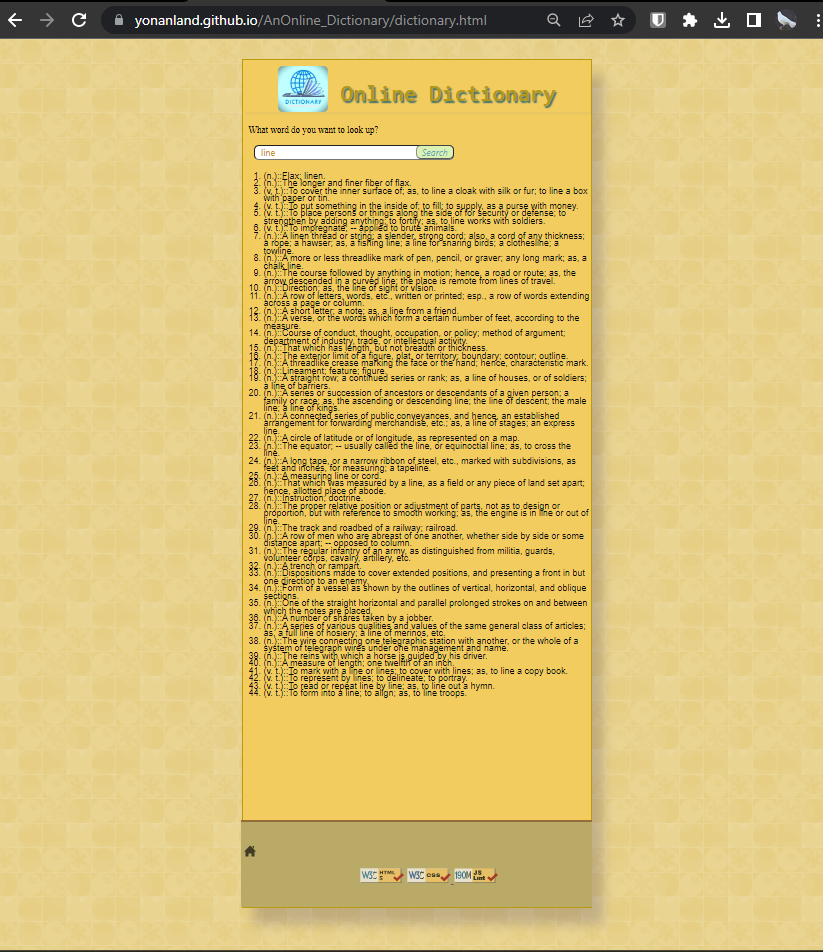 yonanland.github.io/AnOnline_Dictionary/dictionary.html
DICTIONARY
Online Dictionary
What word do you want to look up?
line
Search
1. (n.)::Flax; linen.
2. (n.)::The longer and finer fiber of flax.
3. (v. t.)::To cover the inner surface of; as, to line a cloak with silk or fur; to line a box
with paper or tin.
4. (v. t.)::To put something in the inside of; to fill; to supply, as a purse with money.
5. (v. t.)::To place persons or things along the side of for security or defense; to
strengthen by adding anything; to fortify; as, to line works with soldiers.
6. (v. t.)::To impregnate; -- applied to brute animals.
7. (n.)::A linen thread or string; a slender, strong cord; also, a cord of any thickness;
a rope; a hawser; as, a fishing line; a line for snaring birds; a clothesline; a
towline.
8. (n.)::A more or less threadlike mark of pen, pencil, or graver; any long mark; as, a
chalk line.
9. (n.)::The course followed by anything in motion; hence, a road or route; as, the
arrow descended in a curved line; the place is remote from lines of travel.
10. (n.)::Direction; as, the line of sight or vision.
11. (n.)::A row of letters, words, etc., written or printed; esp., a row of words extending
across a page or column.
12. (n.)::A short letter; a note; as, a line from a friend.
13. (n.)::A verse, or the words which form a certain number of feet, according to the
measure.
14. (n.)::Course of conduct, thought, occupation, or policy; method of argument;
department of industry, trade, or intellectual activity.
15. (n.)::That which has length, but not breadth or thickness.
16. (n.)::The exterior limit of a figure, plat, or territory; boundary; contour; outline.
17. (n.)::A threadlike crease marking the face or the hand; hence, characteristic mark.
18. (n.)::Lineament; feature; figure.
19. (n.)::A straight row; a continued series or rank; as, a line of houses, or of soldiers;
a line of barriers.
20. (n.)::A series or succession of ancestors or descendants of a given person; a
family or race; as, the ascending or descending line; the line of descent; the male
line; a line of kings.
21. (n.)::A connected series of public conveyances, and hence, an established
arrangement for forwarding merchandise, etc.; as, a line of stages; an express
line.
22. (n.)::A circle of latitude or of longitude, as represented on a map.
23. (n.)::The equator; -- usually called the line, or equinoctial line; as, to cross the
line.
24. (n.)::A long tape, or a narrow ribbon of steel, etc., marked with subdivisions, as
feet and inches, for measuring; a tapeline.
25. (n.)::A measuring line or cord.
26. (n.)::That which was measured by a line, as a field or any piece of land set apart;
hence, allotted place of abode.
27. (n.)::Instruction; doctrine.
28. (n.)::The proper relative position or adjustment of parts, not as to design or
proportion, but with reference to smooth working; as, the engine is in line or out of
line.
29. (n.)::The track and roadbed of a railway; railroad.
30. (n.)::A row of men who are abreast of one another, whether side by side or some
distance apart; -- opposed to column.
31. (n.)::The regular infantry of an army, as distinguished from militia, guards,
volunteer corps, cavalry, artillery, etc.
32. (n.)::A trench or rampart.
33. (n.)::Dispositions made to cover extended positions, and presenting a front in but
one direction to an enemy.
34. (n.)::Form of a vessel as shown by the outlines of vertical, horizontal, and oblique
sections.
35. (n.)::One of the straight horizontal and parallel prolonged strokes on and between
which the notes are placed.
36. (n.)::A number of shares taken by a jobber.
37. (n.)::A series of various qualities and values of the same general class of articles;
as, a full line of hosiery; a line of merinos, etc.
38. (n.)::The wire connecting one telegraphic station with another, or the whole of a
system of telegraph wires under one management and name.
39. (n.)::The reins with which a horse is guided by his driver.
40. (n.)::A measure of length; one twelfth of an inch.
41. (v. t.)::To mark with a line or lines; to cover with lines; as, to line a copy book.
42. (v. t.)::To represent by lines; to delineate; to portray.
43. (v. t.)::To read or repeat line by line; as, to line out a hymn.
44. (v. t.)::To form into a line; to align; as, to line troops.
W3C HTML 5
W3C CSS
190M JS Lint